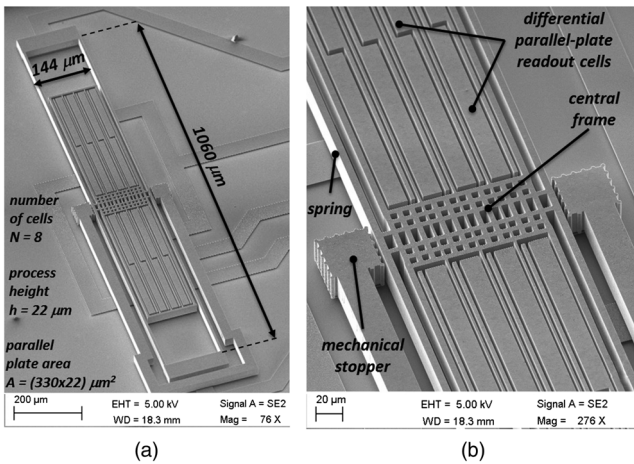 144 μm
1060 μm
number
of cells
N = 8
process
height
h = 22 μm
parallel
plate area
A = (330x22) μm²
200 μm
EHT = 5.00 kV
Signal A = SE2
WD = 18.3 mm
Mag = 76 X
(a)
differential
parallel-plate
readout cells
central
frame
spring
mechanical
stopper
20 μm
EHT = 5.00 kV
Signal A = SE2
WD = 18.3 mm
Mag = 276 X
(b)